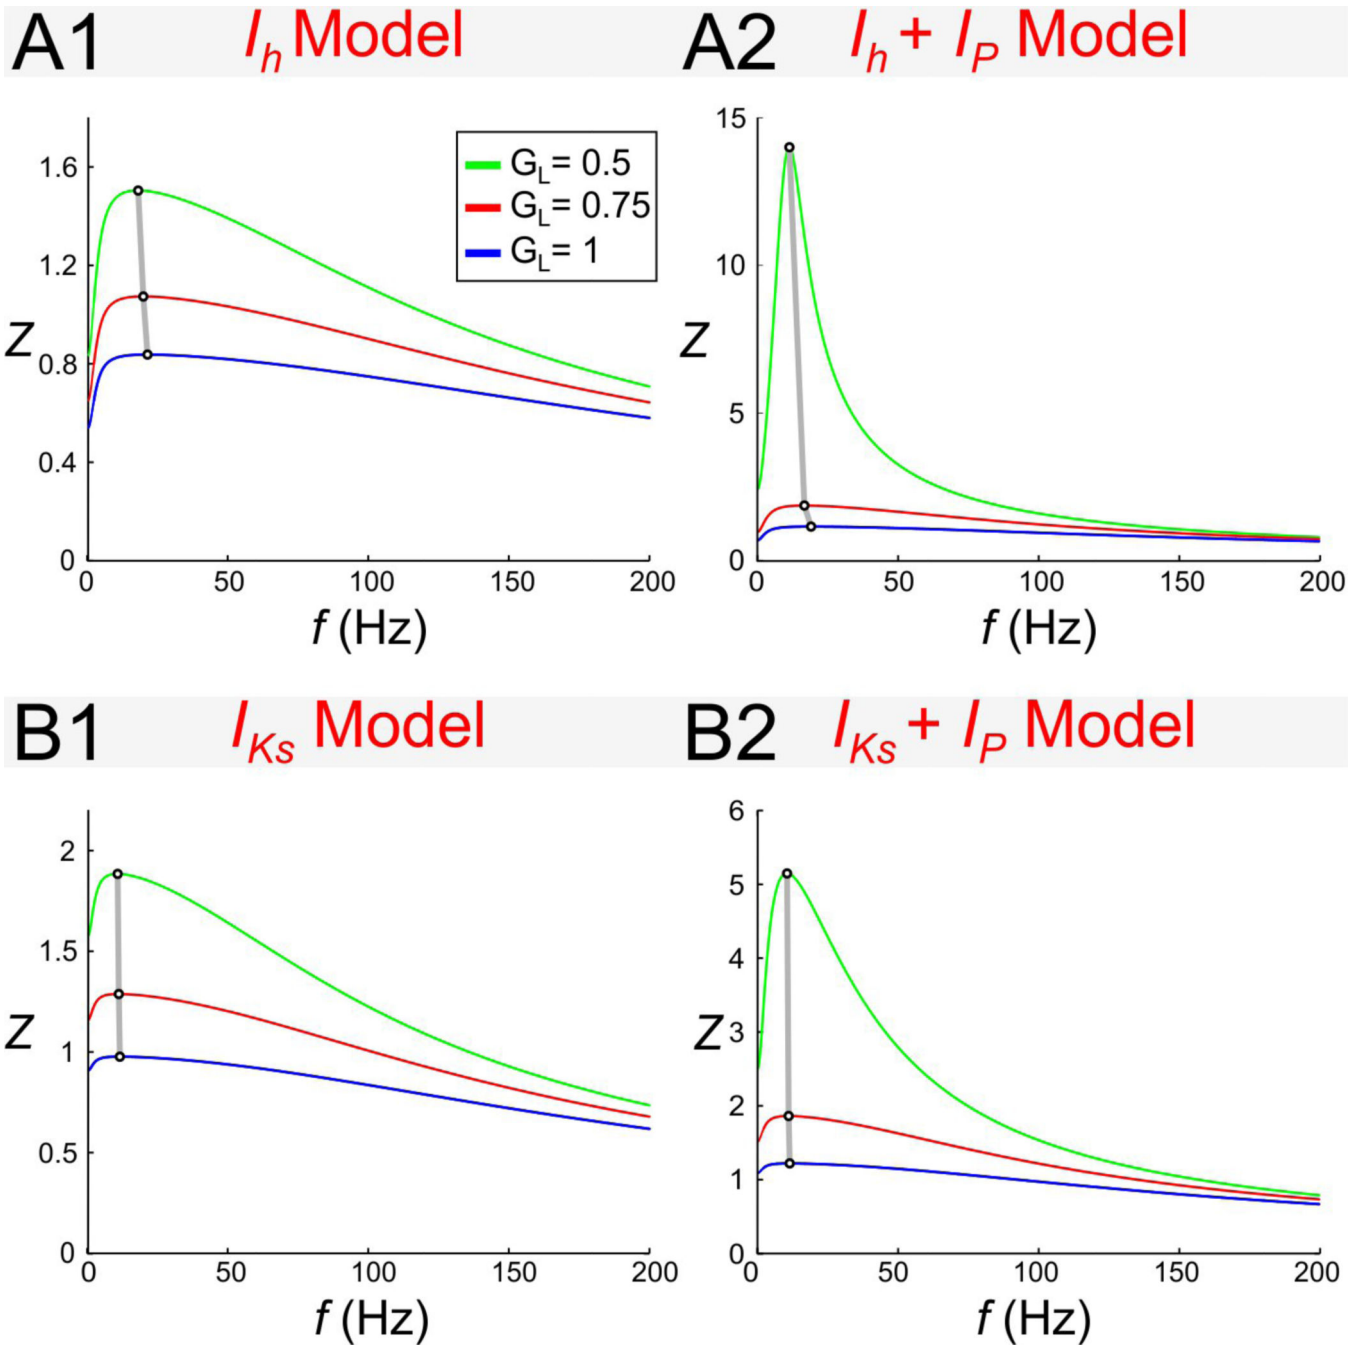 A1 I_h Model
A2 I_h + I_P Model
1.6
1.2
0.8
0.4
0
Z
G_L= 0.5
G_L= 0.75
G_L= 1
0 50 100 150 200
f (Hz)
15
10
5
0
Z
0 50 100 150 200
f (Hz)
B1 I_Ks Model
B2 I_Ks + I_P Model
2
1.5
1
0.5
0
Z
0 50 100 150 200
f (Hz)
6
5
4
3
2
1
0
Z
0 50 100 150 200
f (Hz)